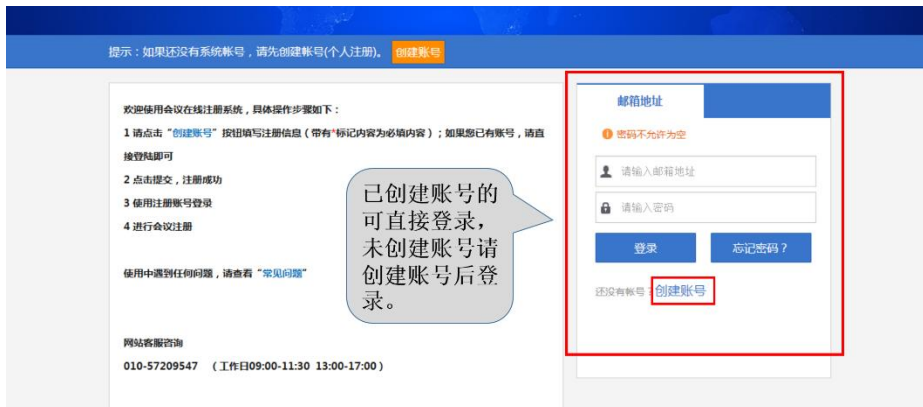 提示：如果还没有系统帐号，请先创建帐号(个人注册)。 创建账号
欢迎使用会议在线注册系统，具体操作步骤如下：
1 请点击“创建账号”按钮填写注册信息（带有*标记内容为必填内容）；如果您已有账号，请直
接登陆即可
2 点击提交，注册成功
3 使用注册账号登录
4 进行会议注册
使用中遇到任何问题，请查看“常见问题”
网站客服咨询
010-57209547 （工作日09:00-11:30 13:00-17:00）
已创建账号的
可直接登录，
未创建账号请
创建账号后登
录。
邮箱地址
密码不允许为空
请输入邮箱地址
请输入密码
登录 忘记密码？
还没有帐号？创建账号